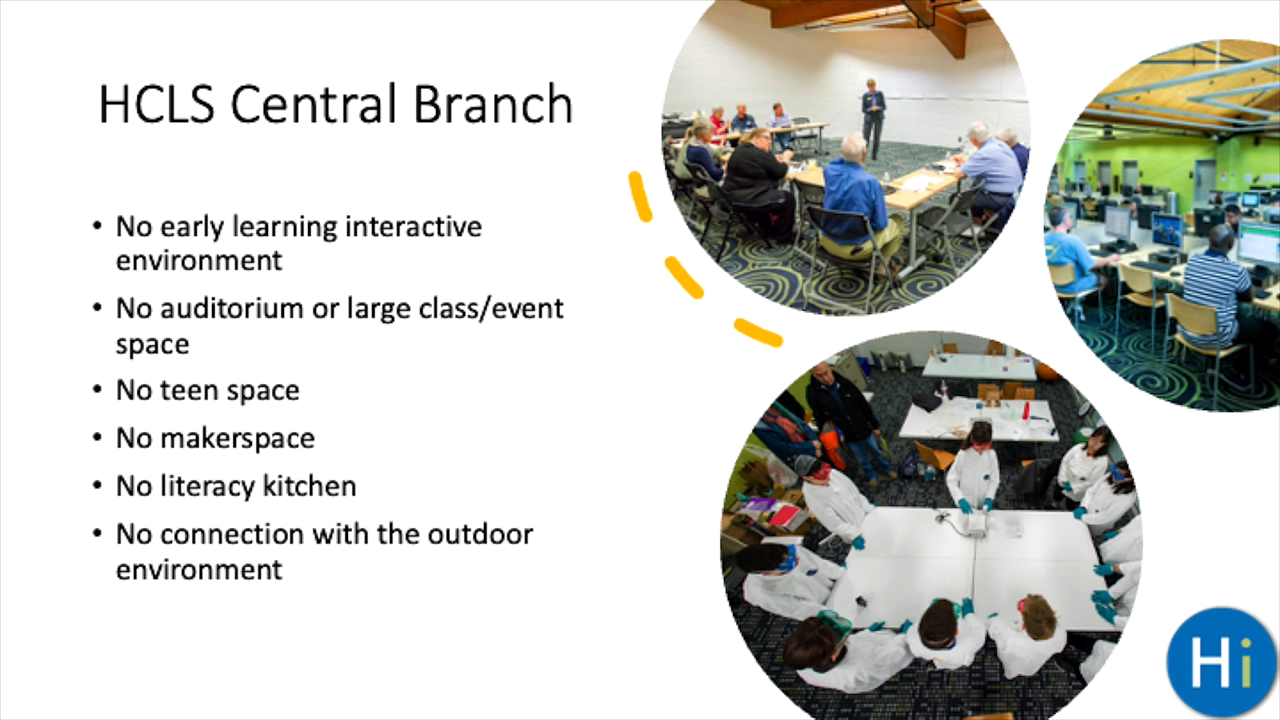 HCLS Central Branch
• No early learning interactive
environment
• No auditorium or large class/event
space
• No teen space
• No makerspace
• No literacy kitchen
• No connection with the outdoor
environment
Hi